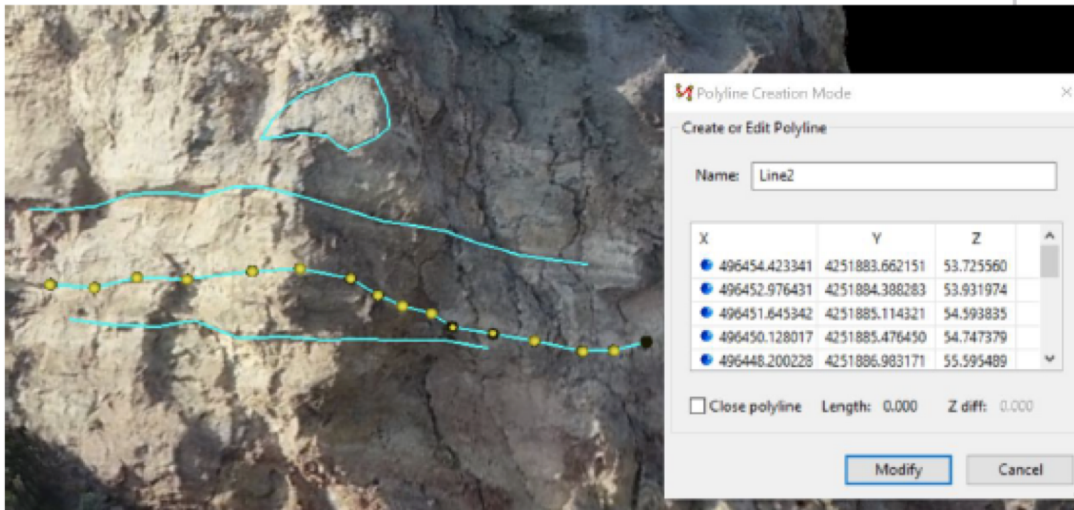 Polyline Creation Mode
Create or Edit Polyline
Name: Line2
X Y Z
496454.423341 4251883.662151 53.725560
496452.976431 4251884.388283 53.931974
496451.645342 4251885.114321 54.593835
496450.128017 4251885.476450 54.747379
496448.200228 4251886.983171 55.595489
Close polyline Length: 0.000 Z diff: 0.000
Modify Cancel